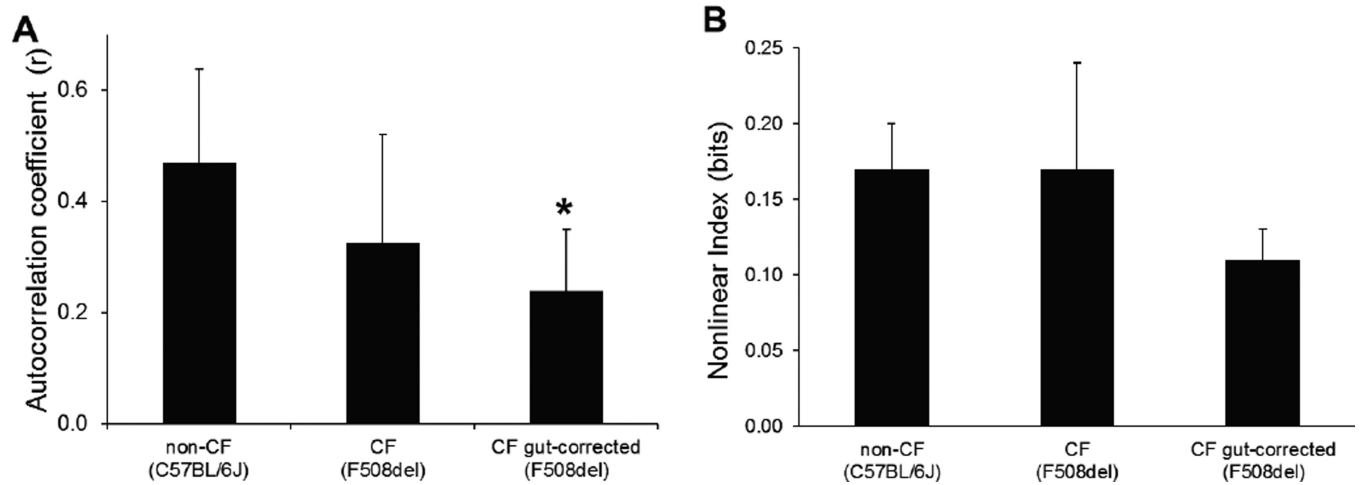 A
Autocorrelation coefficient (r)
0.6
0.4
0.2
0.0
non-CF
(C57BL/6J)
CF
(F508del)
*
CF gut-corrected
(F508del)
B
Nonlinear Index (bits)
0.25
0.20
0.15
0.10
0.05
0.00
non-CF
(C57BL/6J)
CF
(F508del)
CF gut-corrected
(F508del)